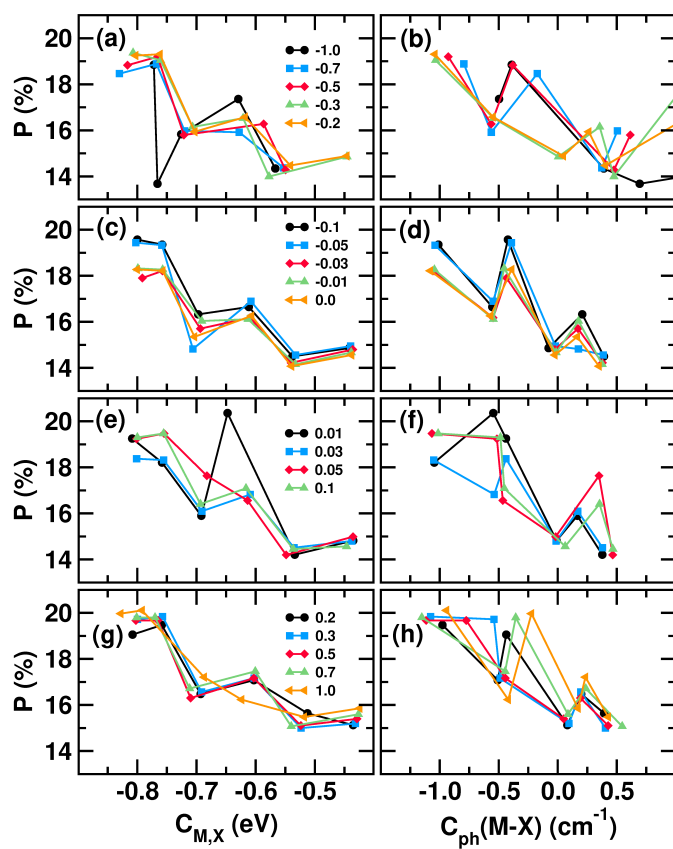 (a)
(b)
-1.0
-0.7
-0.5
-0.3
-0.2
P (%)
20
18
16
14
(c)
(d)
-0.1
-0.05
-0.03
-0.01
0.0
P (%)
20
18
16
14
(e)
(f)
0.01
0.03
0.05
0.1
P (%)
20
18
16
14
(g)
(h)
0.2
0.3
0.5
0.7
1.0
P (%)
20
18
16
14
-0.8 -0.7 -0.6 -0.5
-1.0 -0.5 0.0 0.5
C_M,X (eV)
C_ph(M-X) (cm^-1)